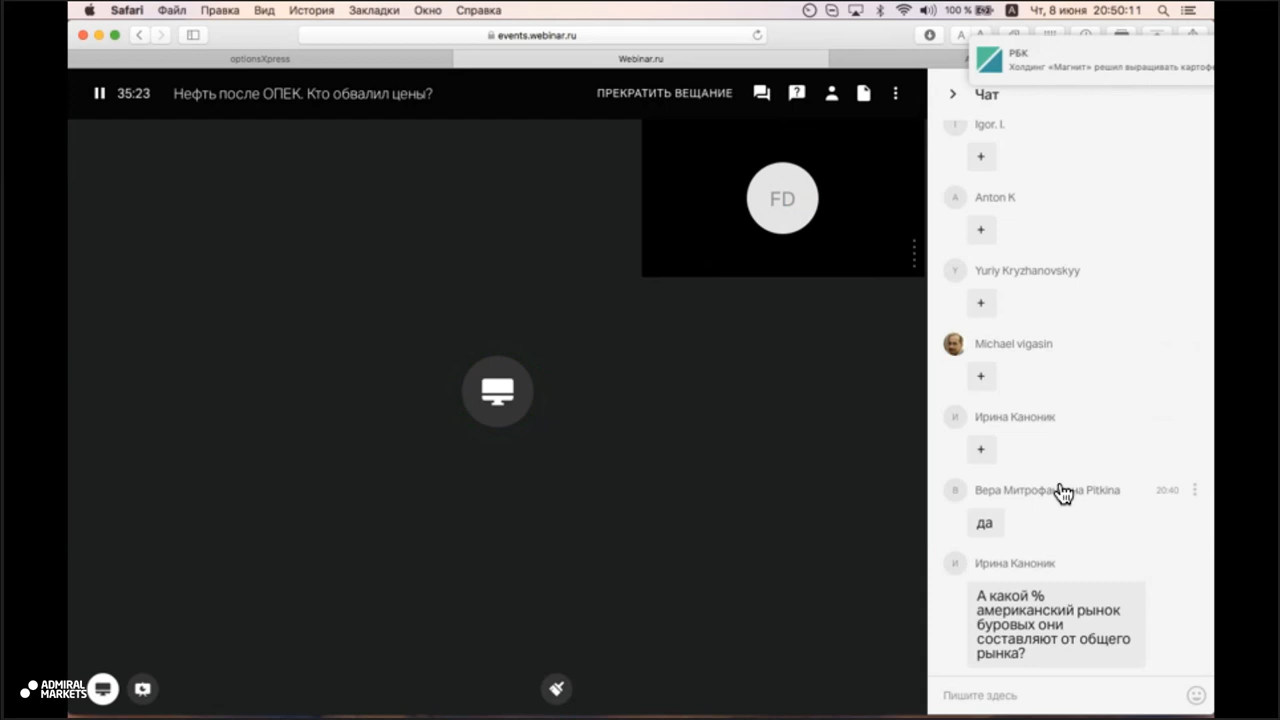 Safari Файл Правка Вид История Закладки Окно Справка
100 % A Чт, 8 июня 20:50:11
events.webinar.ru
optionsXpress
Webinar.ru
РБК
Холдинг «Магнит» решил выращивать картофе
35:23 Нефть после ОПЕК. Кто обвалил цены?
ПРЕКРАТИТЬ ВЕЩАНИЕ
Чат
Igor. I.
+
FD
A Anton K
+
Y Yuriy Kryzhanovskyy
+
Michael vigasin
+
И Ирина Каноник
+
В Вера Pitkina 20:40
да
И Ирина Каноник
А какой %
американский рынок
буровых они
составляют от общего
рынка?
ADMIRAL
MARKETS
Пишите здесь